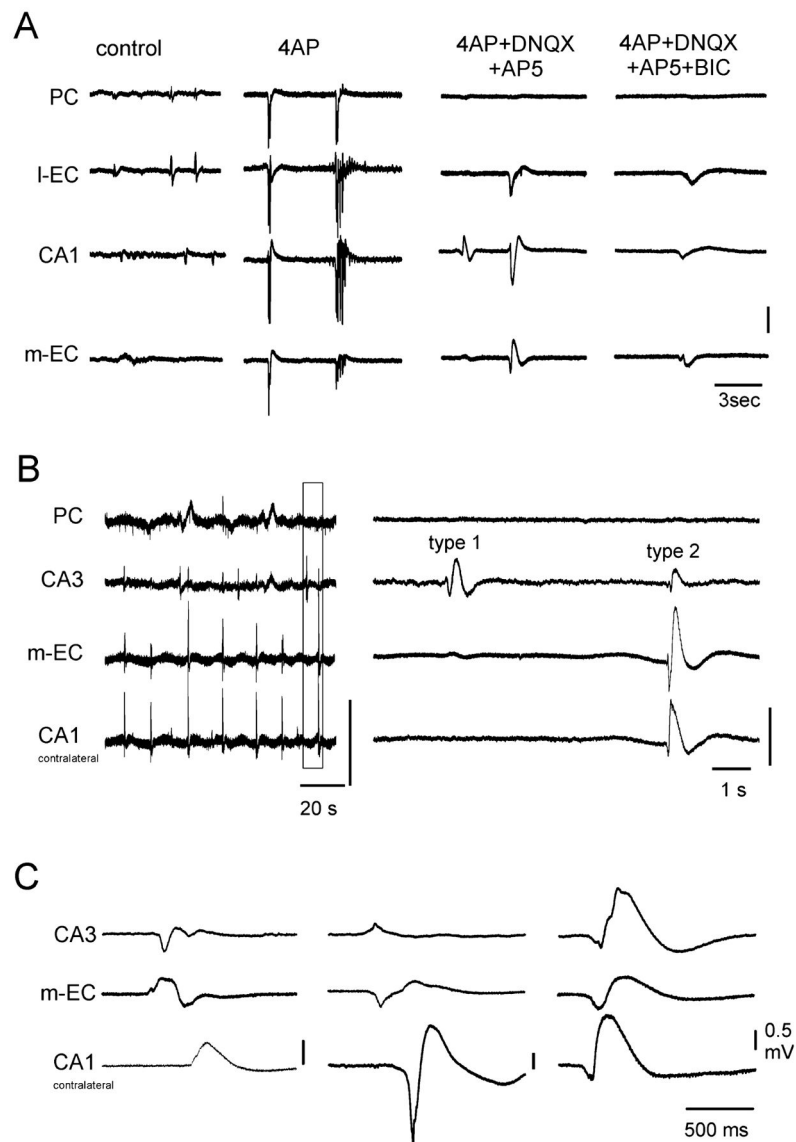 A
control
4AP
4AP+DNQX
+AP5
4AP+DNQX
+AP5+BIC
PC
l-EC
CA1
m-EC
3sec
B
PC
CA3
m-EC
CA1
contralateral
type 1
type 2
20 s
1 s
C
CA3
m-EC
CA1
contralateral
0.5
mV
500 ms